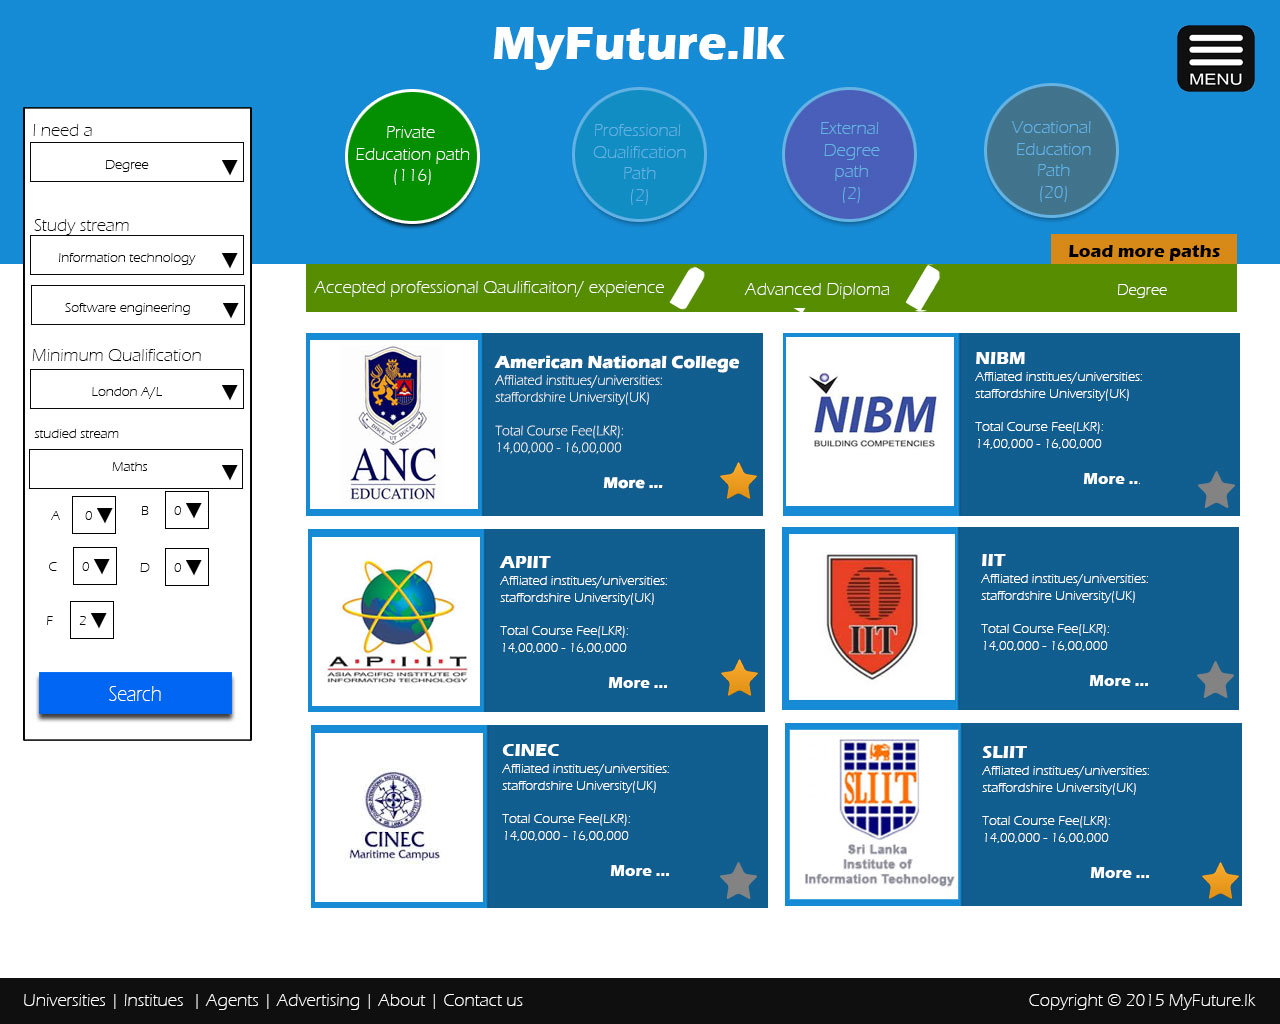 MyFuture.lk
MENU
Private
Education path
(116)
Professional
Qualification
Path
(2)
External
Degree
path
(2)
Vocational
Education
Path
(20)
Load more paths
I need a
Degree
Study stream
Information technology
Software engineering
Minimum Qualification
London A/L
studied stream
Maths
A 0 B 0
C 0 D 0
F 2
Search
Accepted professional Qaulificaiton/ expeience Advanced Diploma Degree
ANC
EDUCATION
American National College
Affliated institues/universities:
staffordshire University(UK)
Total Course Fee(LKR):
14,00,000 - 16,00,000
More ...
NIBM
BUILDING COMPETENCIES
NIBM
Affliated institues/universities:
staffordshire University(UK)
Total Course Fee(LKR):
14,00,000 - 16,00,000
More ...
A·P·I·I·T
ASIA PACIFIC INSTITUTE OF
INFORMATION TECHNOLOGY
APIIT
Affliated institues/universities:
staffordshire University(UK)
Total Course Fee(LKR):
14,00,000 - 16,00,000
More ...
IIT
IIT
Affliated institues/universities:
staffordshire University(UK)
Total Course Fee(LKR):
14,00,000 - 16,00,000
More ...
CINEC
Maritime Campus
CINEC
Affliated institues/universities:
staffordshire University(UK)
Total Course Fee(LKR):
14,00,000 - 16,00,000
More ...
SLIIT
Sri Lanka
Institute of
Information Technology
SLIIT
Affliated institues/universities:
staffordshire University(UK)
Total Course Fee(LKR):
14,00,000 - 16,00,000
More ...
Universities | Institues | Agents | Advertising | About | Contact us
Copyright © 2015 MyFuture.lk